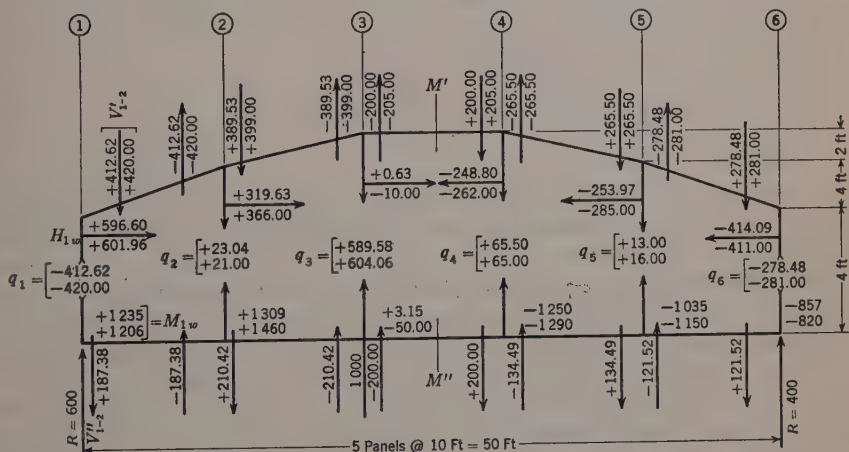 1 2 3 4 5 6
+412.62 +420.00 ] V'1-2
-412.62 -420.00
+389.53 +399.00
-389.53 -399.00
-200.00 -205.00
M'
+200.00 +205.00
-265.50 -265.50
+265.50 +265.50
-278.48 -281.00
+278.48 +281.00
2 ft
4 ft
4 ft
H1w
+596.60
+601.96
+319.63
+366.00
+0.63
-10.00
-248.80
-262.00
-253.97
-285.00
-414.09
-411.00
q1 = [ -412.62
-420.00
q2 = [ +23.04
+21.00
q3 = [ +589.58
+604.06
q4 = [ +65.50
+65.00
q5 = [ +13.00
+16.00
q6 = [ -278.48
-281.00
+1235
+1206 ] = M1w
+1309
+1460
+3.15
-50.00
-1250
-1290
-1035
-1150
-857
-820
R = 600
V''1-2
+187.38
-187.38
+210.42
-210.42
1000
-200.00
M''
+200.00
-134.49
+134.49
-121.52
+121.52
R = 400
5 Panels @ 10 Ft = 50 Ft